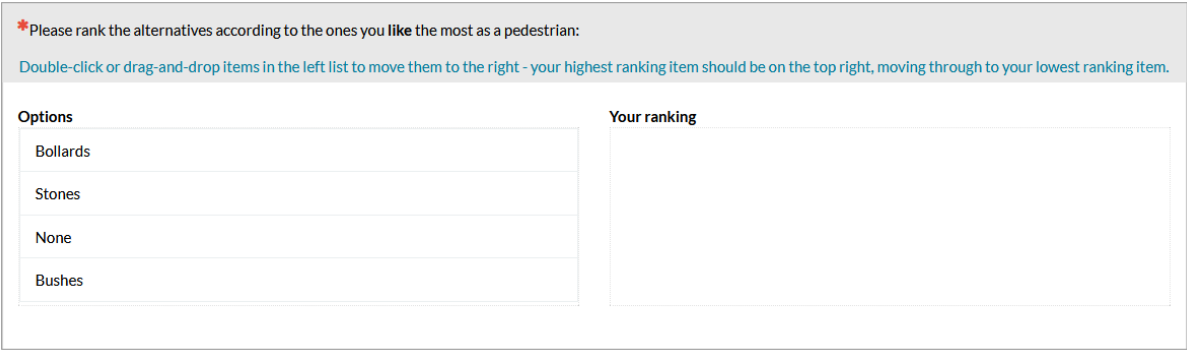 *Please rank the alternatives according to the ones you like the most as a pedestrian:
Double-click or drag-and-drop items in the left list to move them to the right - your highest ranking item should be on the top right, moving through to your lowest ranking item.
Options
Your ranking
Bollards
Stones
None
Bushes